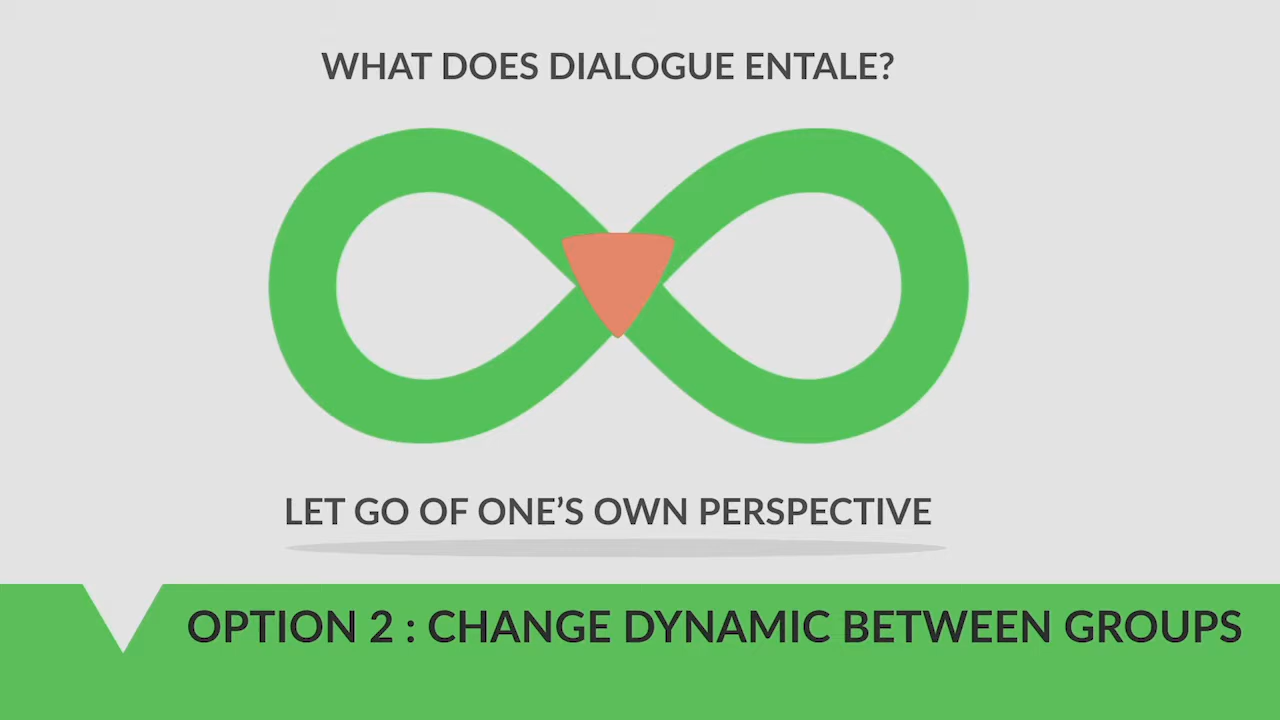 WHAT DOES DIALOGUE ENTALE?
LET GO OF ONE’S OWN PERSPECTIVE
OPTION 2 : CHANGE DYNAMIC BETWEEN GROUPS